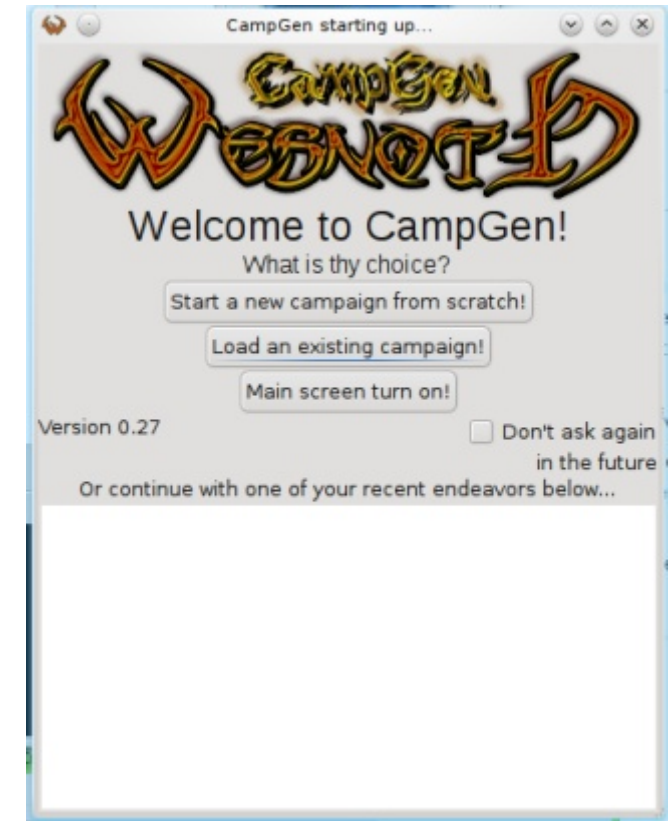 CampGen starting up...
CampGen
WESNOTH
Welcome to CampGen!
What is thy choice?
Start a new campaign from scratch!
Load an existing campaign!
Main screen turn on!
Version 0.27
Don't ask again
in the future
Or continue with one of your recent endeavors below...